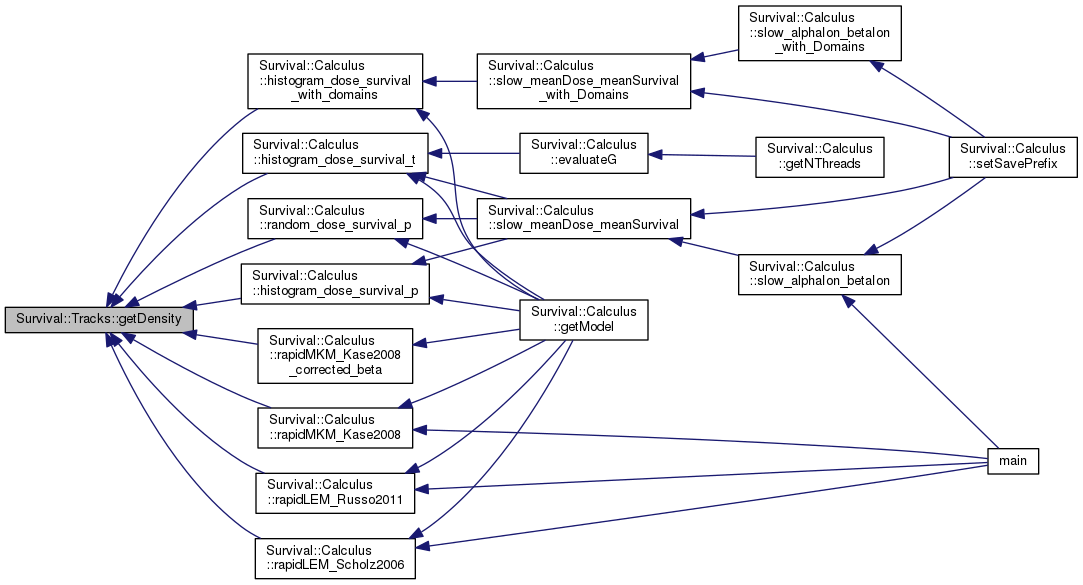 Survival::Tracks::getDensity
Survival::Calculus
::histogram_dose_survival
_with_domains
Survival::Calculus
::histogram_dose_survival_t
Survival::Calculus
::random_dose_survival_p
Survival::Calculus
::histogram_dose_survival_p
Survival::Calculus
::rapidMKM_Kase2008
_corrected_beta
Survival::Calculus
::rapidMKM_Kase2008
Survival::Calculus
::rapidLEM_Russo2011
Survival::Calculus
::rapidLEM_Scholz2006
Survival::Calculus
::slow_meanDose_meanSurvival
_with_Domains
Survival::Calculus
::evaluateG
Survival::Calculus
::slow_meanDose_meanSurvival
Survival::Calculus
::getModel
Survival::Calculus
::slow_alphaIon_betaIon
_with_Domains
Survival::Calculus
::getNThreads
Survival::Calculus
::slow_alphaIon_betaIon
Survival::Calculus
::setSavePrefix
main